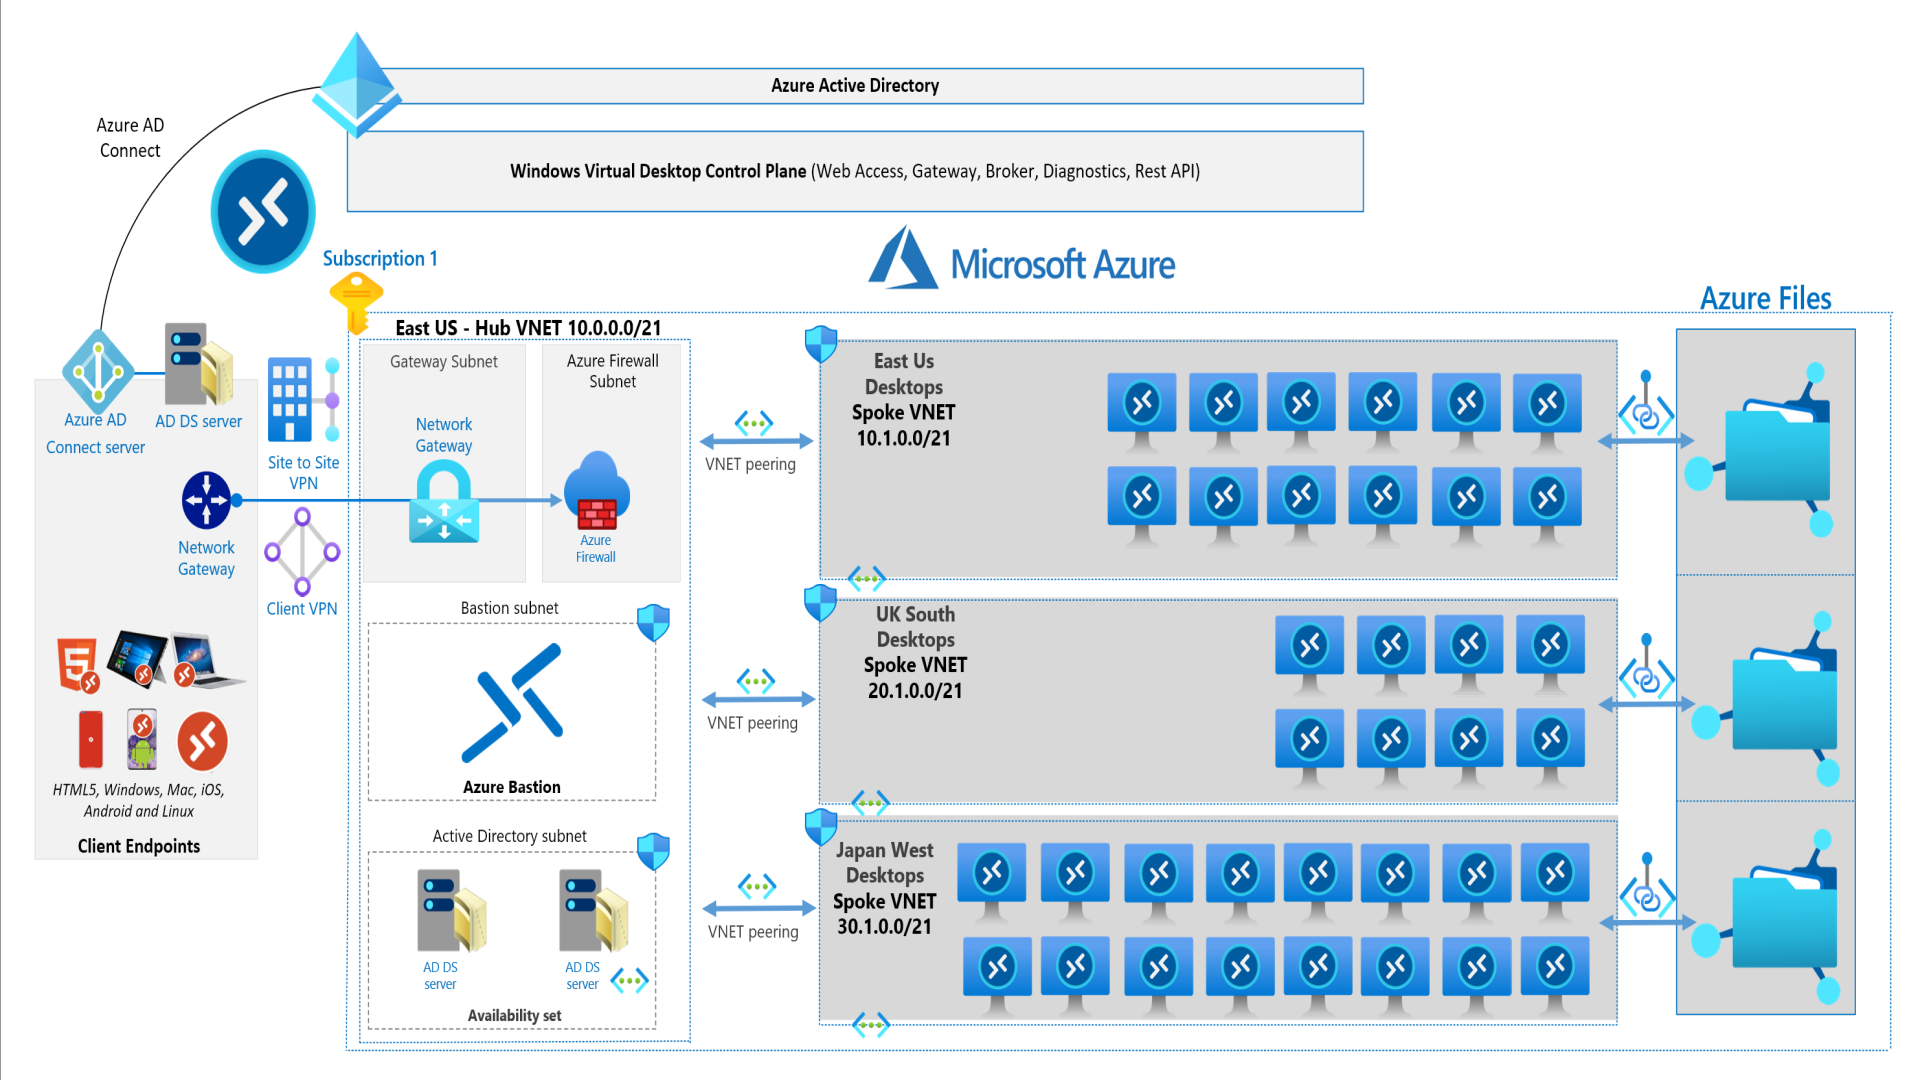 Azure Active Directory
Azure AD
Connect
Windows Virtual Desktop Control Plane (Web Access, Gateway, Broker, Diagnostics, Rest API)
Subscription 1
Microsoft Azure
Azure Files
East US - Hub VNET 10.0.0.0/21
Gateway Subnet
Azure Firewall
Subnet
Network
Gateway
Azure
Firewall
Azure AD
Connect server
AD DS server
Site to Site
VPN
Network
Gateway
Client VPN
HTML5, Windows, Mac, iOS,
Android and Linux
Client Endpoints
Bastion subnet
Azure Bastion
Active Directory subnet
AD DS
server
AD DS
server
Availability set
VNET peering
VNET peering
VNET peering
East Us
Desktops
Spoke VNET
10.1.0.0/21
UK South
Desktops
Spoke VNET
20.1.0.0/21
Japan West
Desktops
Spoke VNET
30.1.0.0/21